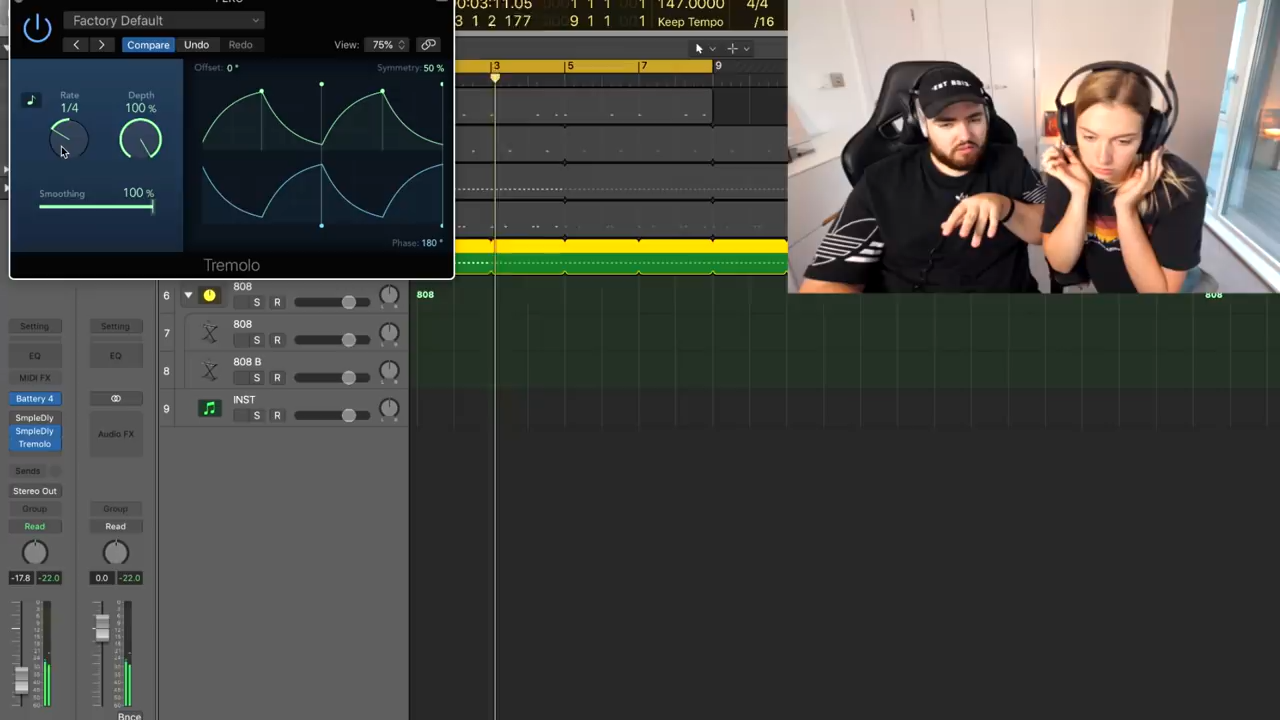 Factory Default
Compare Undo Redo View: 75%
Offset: 0° Symmetry: 50 %
Rate Depth
1/4 100 %
Smoothing 100 %
Phase: 180°
Tremolo
147.0000 4/4
3 1 2 177 9 1 1 1 1 1 1 Keep Tempo /16
3 5 7 9
6 808 S R 808 808
7 808 S R
8 808 B S R
9 INST S R
Setting Setting
EQ EQ
MIDI FX
Battery 4
SmpleDly
SmpleDly Audio FX
Tremolo
Sends
Stereo Out
Group Group
Read Read
-17.8 -22.0 0.0 -22.0
Bnce